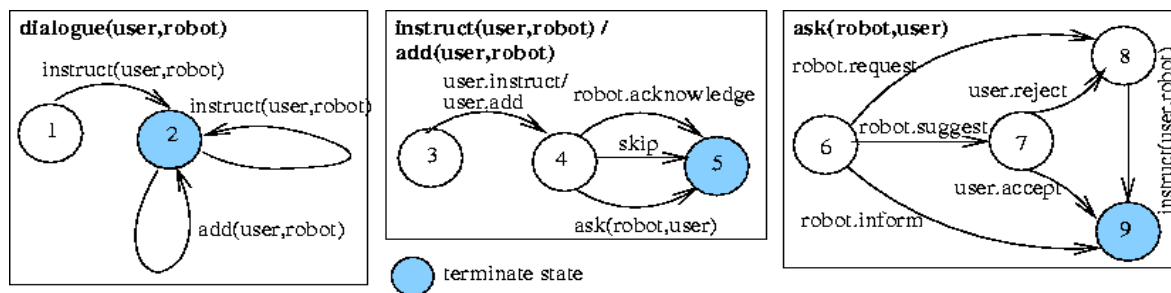 dialogue(user,robot)
instruct(user,robot)
instruct(user,robot)
1
2
add(user,robot)
instruct(user,robot) /
add(user,robot)
user.instruct/
user.add
robot.acknowledge
3
4
skip
5
ask(robot,user)
terminate state
ask(robot,user)
8
robot.request
user.reject
robot.suggest
6
7
user.accept
robot.inform
9
instruct(user,robot)